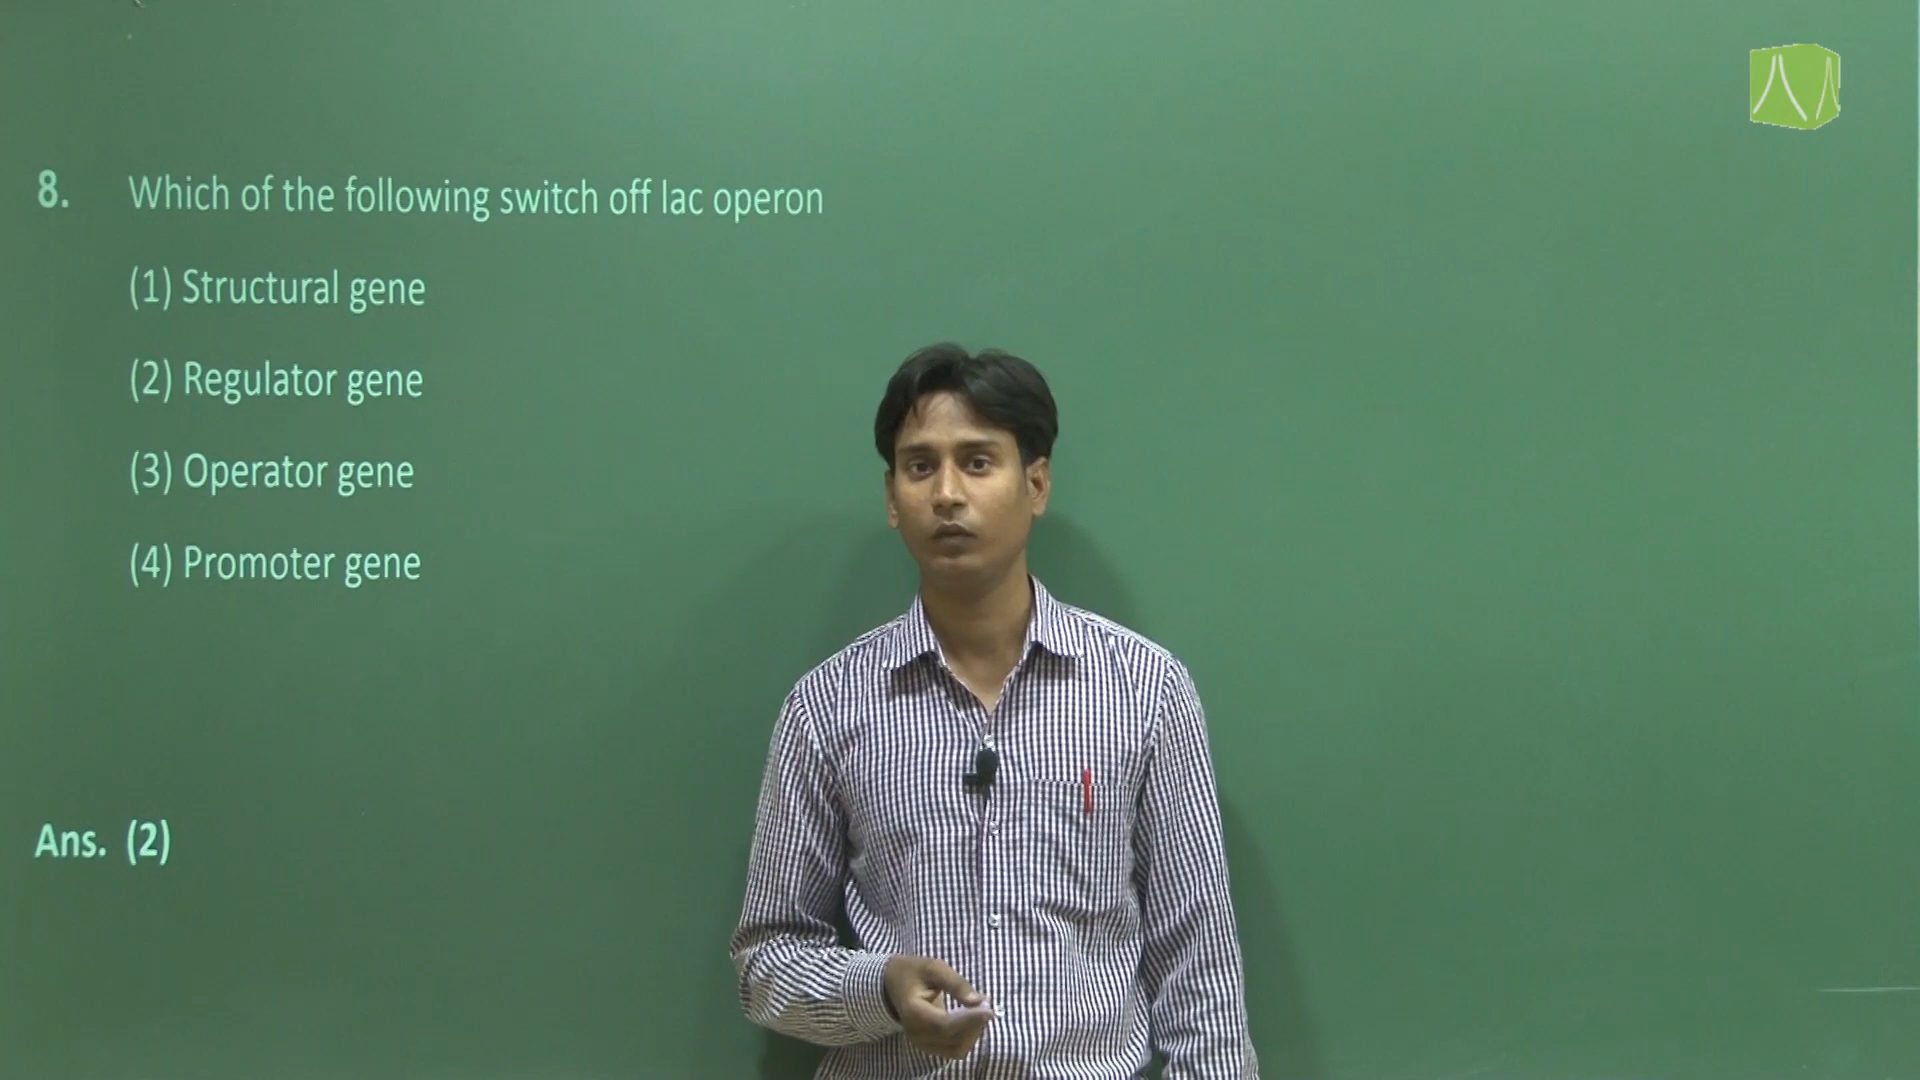 8. Which of the following switch off lac operon
(1) Structural gene
(2) Regulator gene
(3) Operator gene
(4) Promoter gene
Ans. (2)